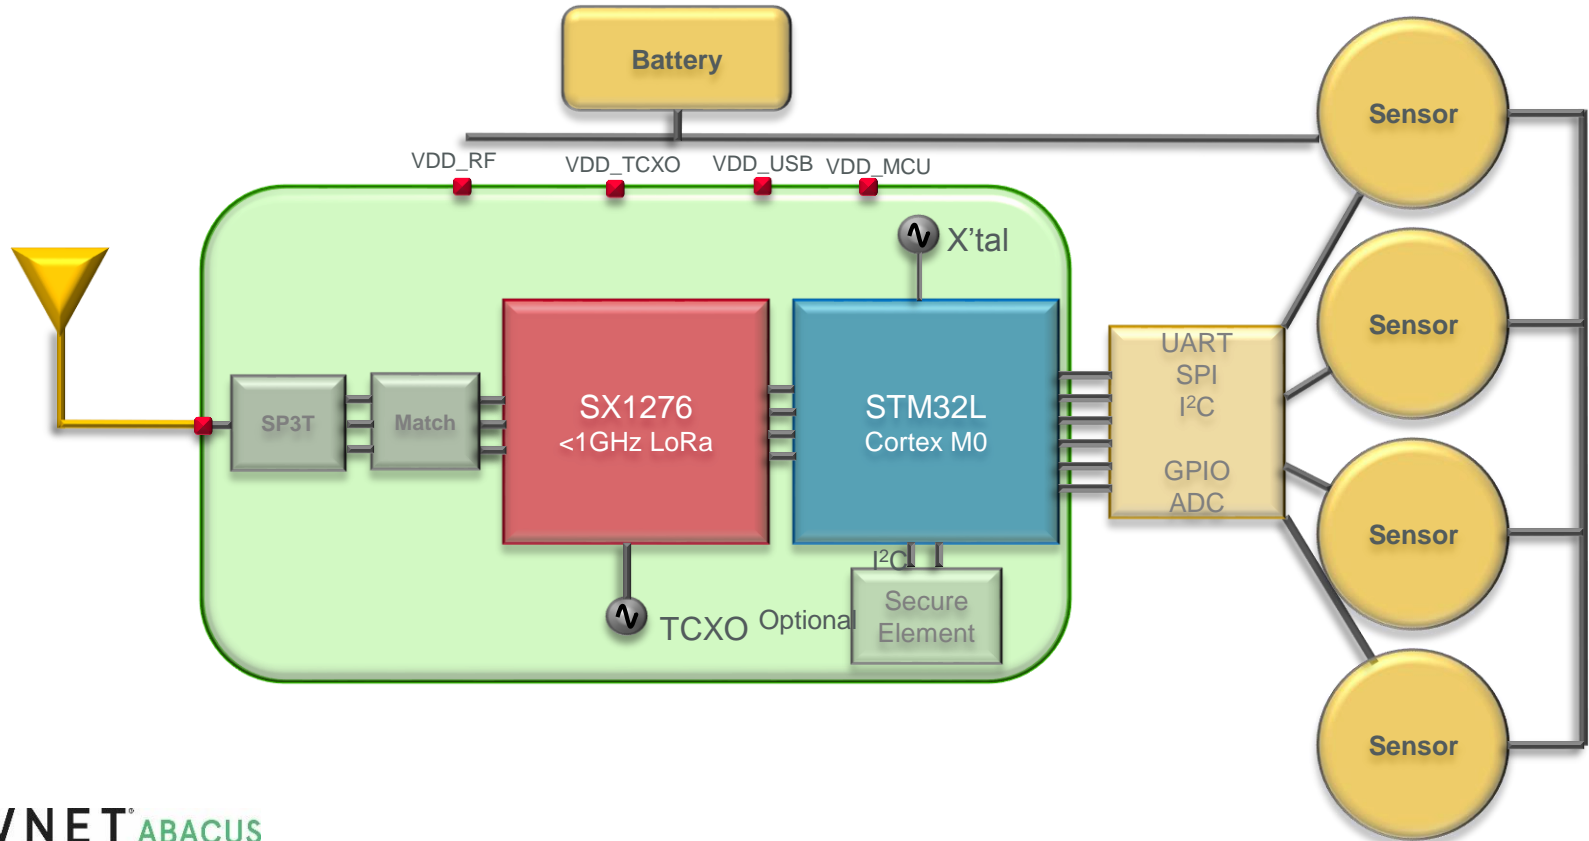 Battery
Sensor
VDD_RF
VDD_TCXO
VDD_USB
VDD_MCU
X'tal
SP3T
Match
SX1276
<1GHz LoRa
STM32L
Cortex M0
UART
SPI
I²C
GPIO
ADC
Sensor
Sensor
I²C
Secure
Element
TCXO
Optional
Sensor
VNET® ABACUS